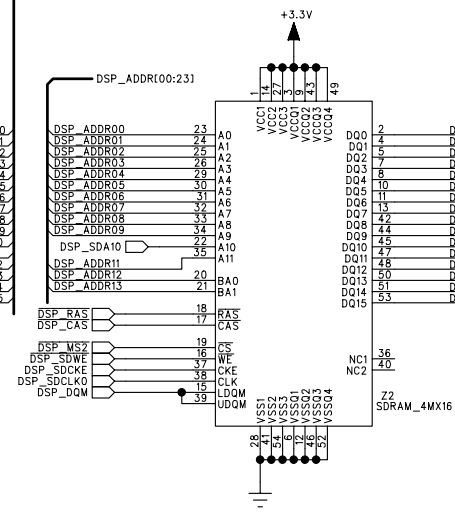 +3.3V
DSP_ADDR[00:23]
1 14 27 3 9 43 49
VCC1 VCC2 VCC3 VCCQ1 VCCQ2 VCCQ3 VCCQ4
DSP_ADDR00 23 A0 DQ0 2
DSP_ADDR01 24 A1 DQ1 4
DSP_ADDR02 25 A2 DQ2 5
DSP_ADDR03 26 A3 DQ3 7
DSP_ADDR04 29 A4 DQ4 8
DSP_ADDR05 30 A5 DQ5 10
DSP_ADDR06 31 A6 DQ6 11
DSP_ADDR07 32 A7 DQ7 13
DSP_ADDR08 33 A8 DQ8 42
DSP_ADDR09 34 A9 DQ9 44
DSP_SDA10 22 A10 DQ10 45
DSP_ADDR11 35 A11 DQ11 47
DQ12 48
DSP_ADDR12 20 BA0 DQ13 50
DSP_ADDR13 21 BA1 DQ14 51
DQ15 53
DSP_RAS 18 RAS
DSP_CAS 17 CAS
DSP_MS2 19 CS
DSP_SDWE 16 WE NC1 36
DSP_SDCKE 37 CKE NC2 40
DSP_SDCLK0 38 CLK
DSP_DQM 15 LDQM
39 UDQM
Z2
SDRAM_4MX16
VSS1 VSS2 VSS3 VSSQ1 VSSQ2 VSSQ3 VSSQ4
28 41 54 6 12 46 52